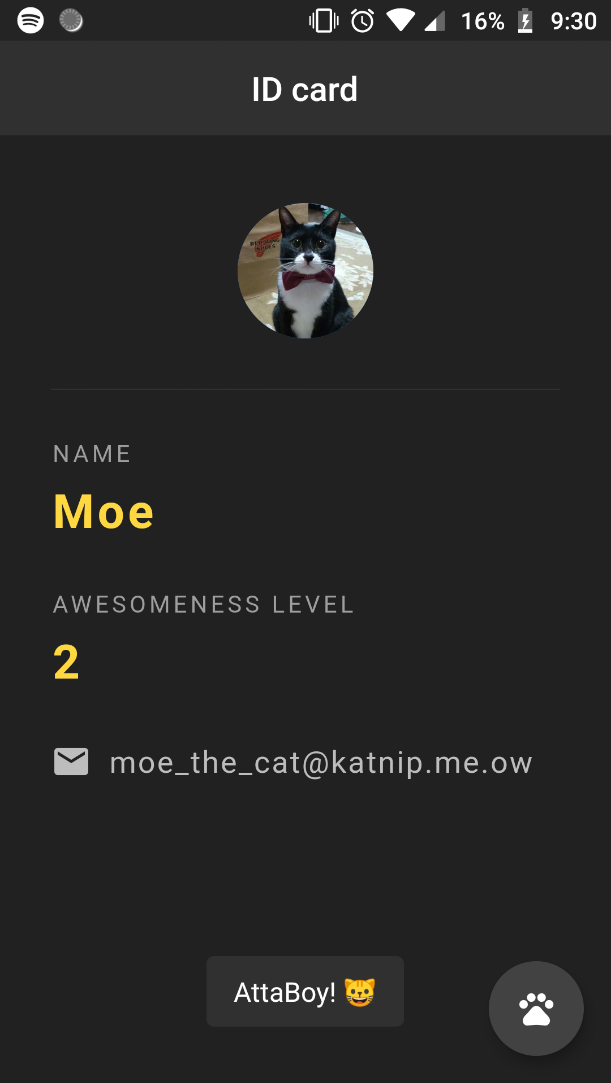 16% 9:30
ID card
NAME
Moe
AWESOMENESS LEVEL
2
moe_the_cat@katnip.me.ow
AttaBoy! 😺